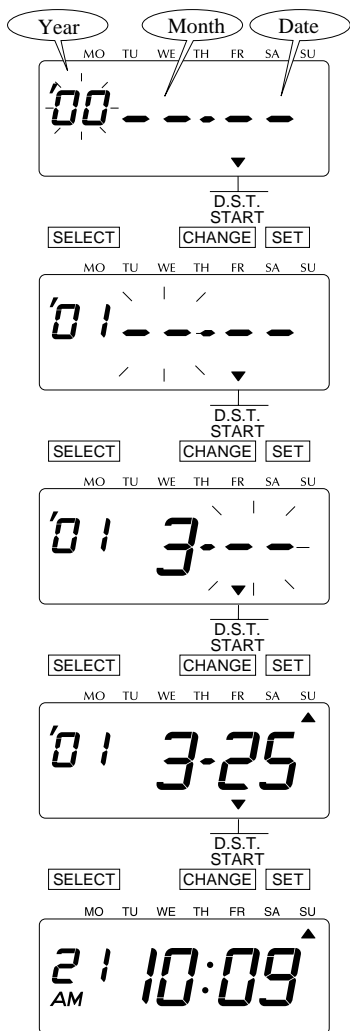 Year Month Date
MO TU WE TH FR SA SU
'00 -- - --
D.S.T.
START
SELECT CHANGE SET
MO TU WE TH FR SA SU
'01 -- - --
D.S.T.
START
SELECT CHANGE SET
MO TU WE TH FR SA SU
'01 3- --
D.S.T.
START
SELECT CHANGE SET
MO TU WE TH FR SA SU
'01 3-25
D.S.T.
START
SELECT CHANGE SET
MO TU WE TH FR SA SU
21 10:09
AM